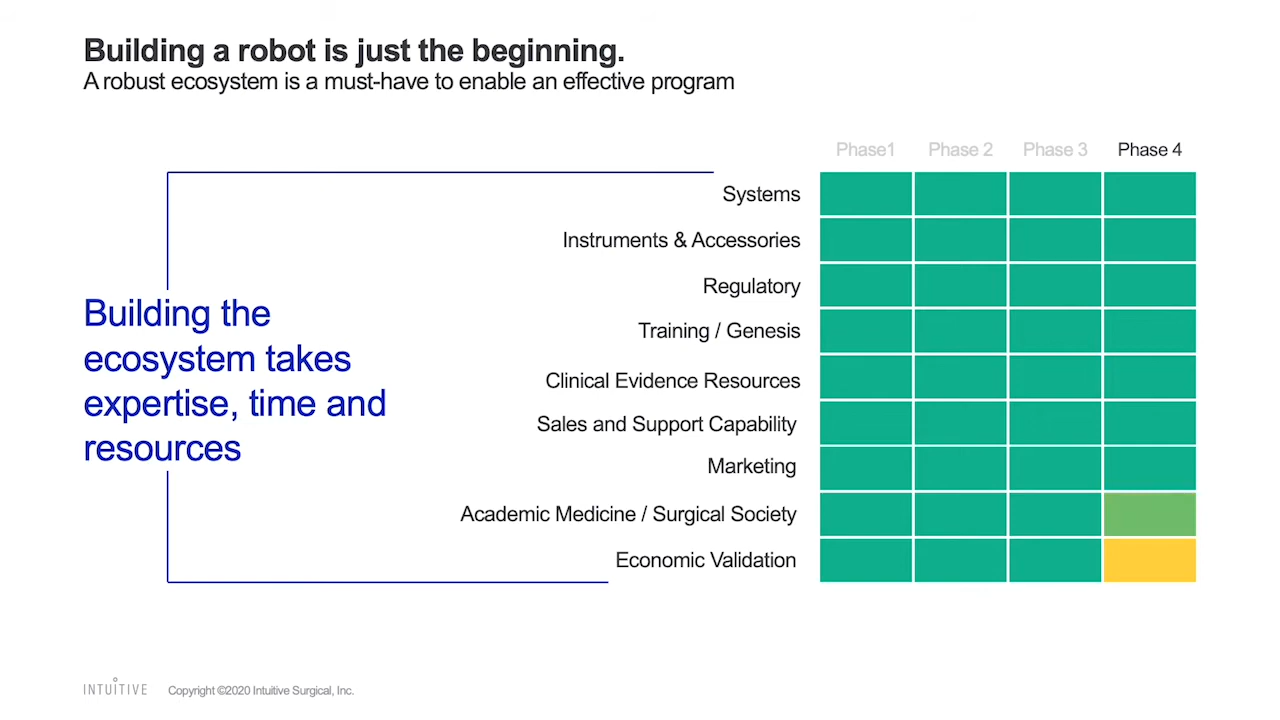 Building a robot is just the beginning.
A robust ecosystem is a must-have to enable an effective program
Phase1 Phase 2 Phase 3 Phase 4
Systems
Instruments & Accessories
Regulatory
Training / Genesis
Clinical Evidence Resources
Sales and Support Capability
Marketing
Academic Medicine / Surgical Society
Economic Validation
Building the
ecosystem takes
expertise, time and
resources
INTUITIVE Copyright ©2020 Intuitive Surgical, Inc.